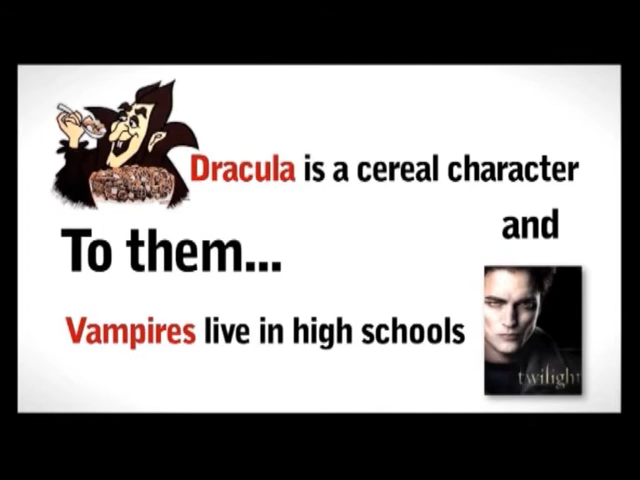 Dracula is a cereal character
and
To them...
Vampires live in high schools
twilight